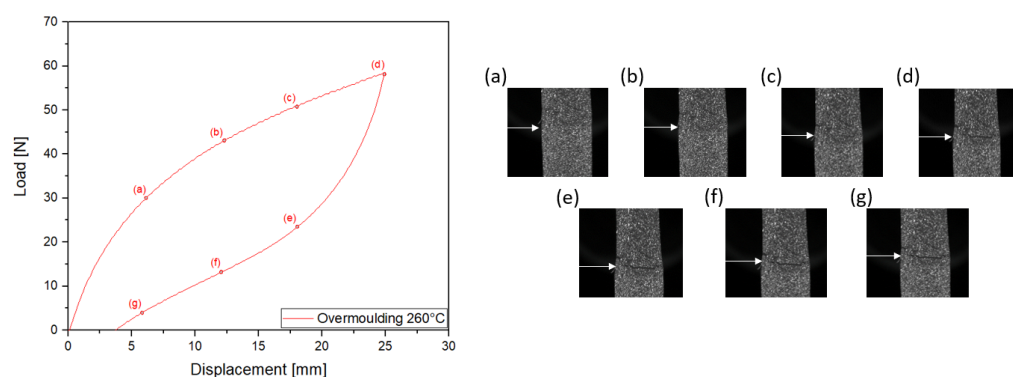 70
60
50
40
30
20
10
0
Load [N]
(a)
(b)
(c)
(d)
(e)
(f)
(g)
Overmoulding 260°C
0 5 10 15 20 25 30
Displacement [mm]
(a) (b) (c) (d)
(e) (f) (g)